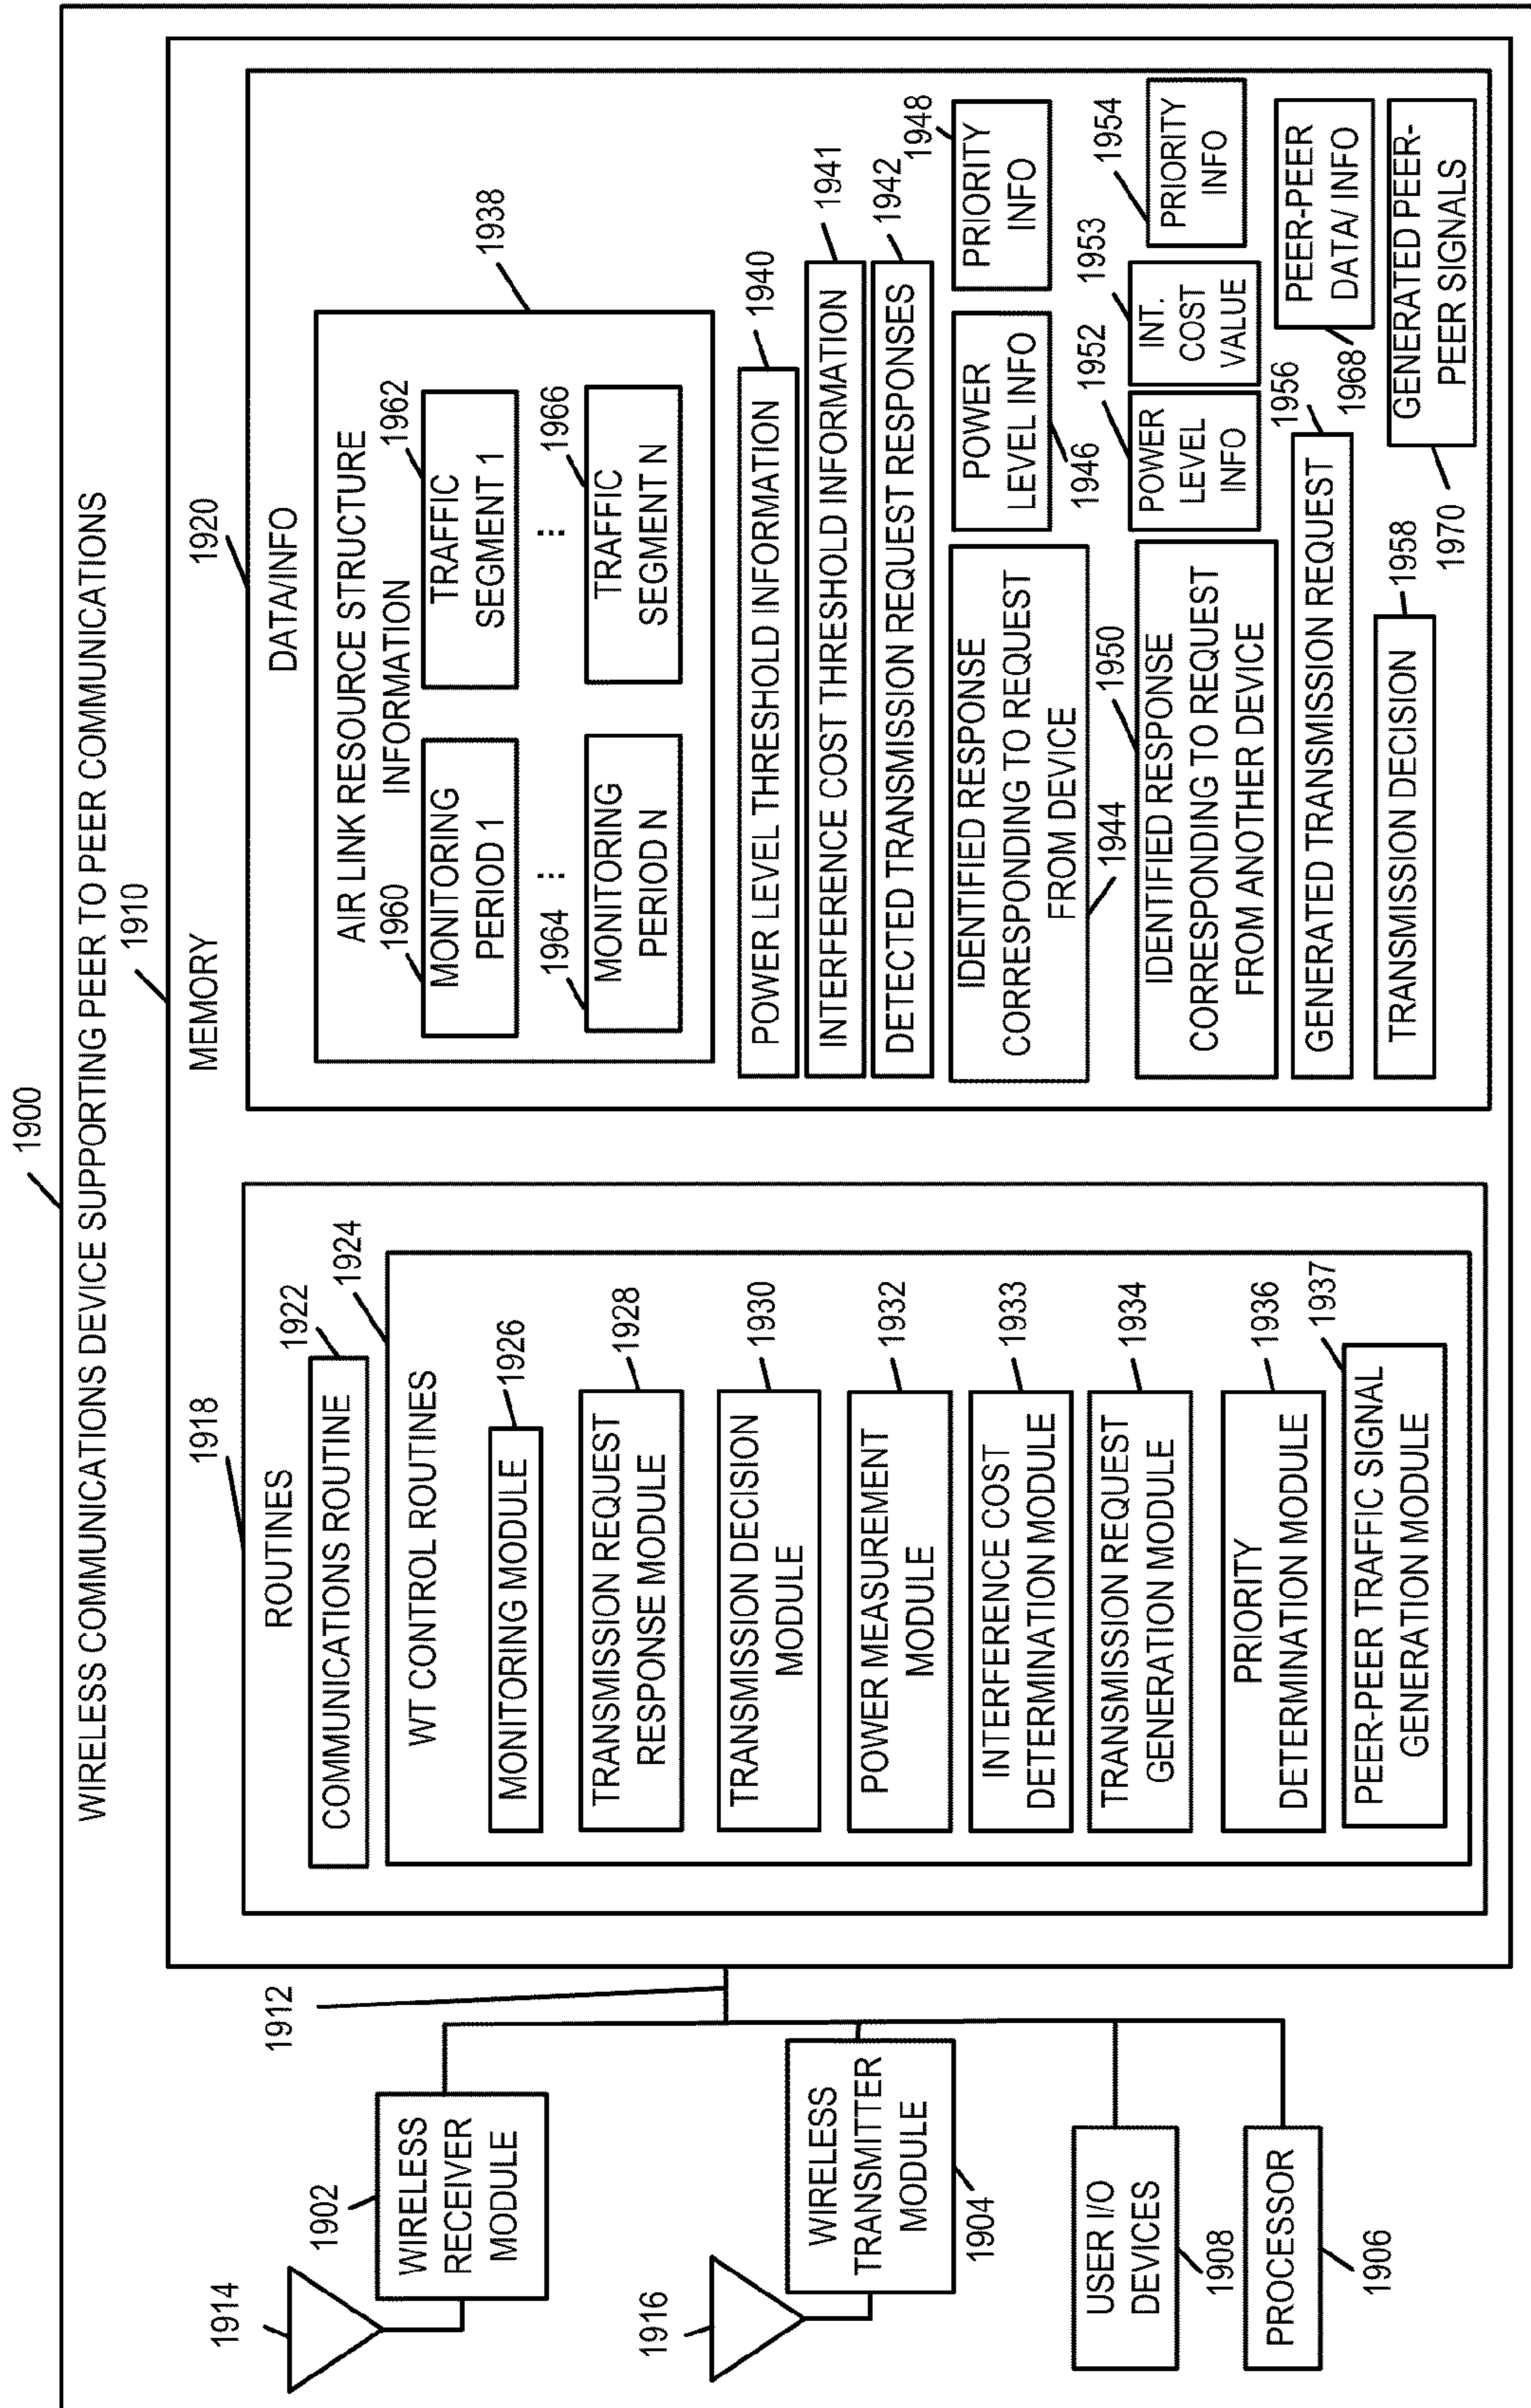 1900
WIRELESS COMMUNICATIONS DEVICE SUPPORTING PEER TO PEER COMMUNICATIONS
1914
1902
WIRELESS
RECEIVER
MODULE
1916
WIRELESS
TRANSMITTER
MODULE
1904
USER I/O
DEVICES
1908
PROCESSOR
1906
1912
1910
MEMORY
1918
ROUTINES
1922
COMMUNICATIONS ROUTINE
1924
WT CONTROL ROUTINES
1926
MONITORING MODULE
1928
TRANSMISSION REQUEST
RESPONSE MODULE
1930
TRANSMISSION DECISION
MODULE
1932
POWER MEASUREMENT
MODULE
1933
INTERFERENCE COST
DETERMINATION MODULE
1934
TRANSMISSION REQUEST
GENERATION MODULE
1936
PRIORITY
DETERMINATION MODULE
1937
PEER-PEER TRAFFIC SIGNAL
GENERATION MODULE
1920
DATA/INFO
1938
AIR LINK RESOURCE STRUCTURE
INFORMATION
1960
MONITORING
PERIOD 1
1962
TRAFFIC
SEGMENT 1
...
...
1964
MONITORING
PERIOD N
1966
TRAFFIC
SEGMENT N
1940
POWER LEVEL THRESHOLD INFORMATION
1941
INTERFERENCE COST THRESHOLD INFORMATION
1942
DETECTED TRANSMISSION REQUEST RESPONSES
IDENTIFIED RESPONSE
CORRESPONDING TO REQUEST
FROM DEVICE
1944
POWER
LEVEL INFO
1946
1948
PRIORITY
INFO
1950
IDENTIFIED RESPONSE
CORRESPONDING TO REQUEST
FROM ANOTHER DEVICE
1952
POWER
LEVEL
INFO
1953
INT.
COST
VALUE
1954
PRIORITY
INFO
1956
GENERATED TRANSMISSION REQUEST
PEER-PEER
DATA/ INFO
1968
1958
TRANSMISSION DECISION
GENERATED PEER-
PEER SIGNALS
1970